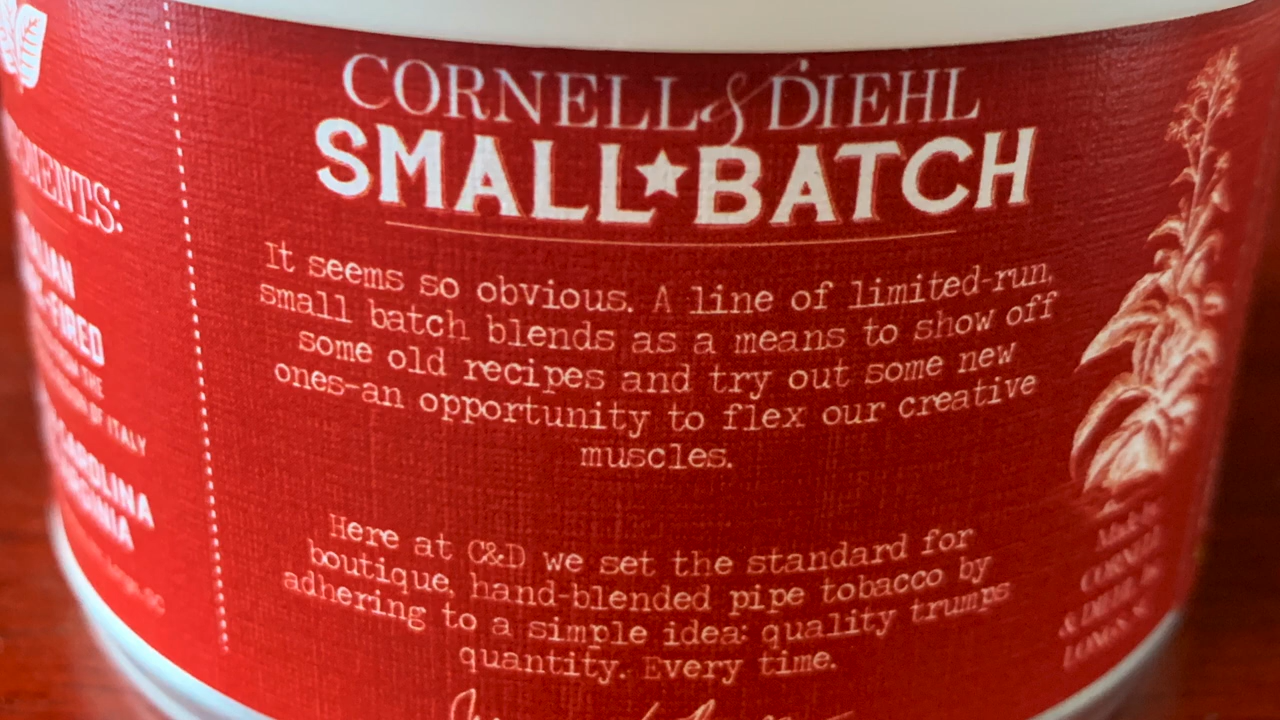 CORNELL & DIEHL
SMALL★BATCH
It seems so obvious. A line of limited-run,
small batch blends as a means to show off
some old recipes and try out some new
ones-an opportunity to flex our creative
muscles.
Here at C&D we set the standard for
boutique, hand-blended pipe tobacco by
adhering to a simple idea: quality trumps
quantity. Every time.
OF ITALY